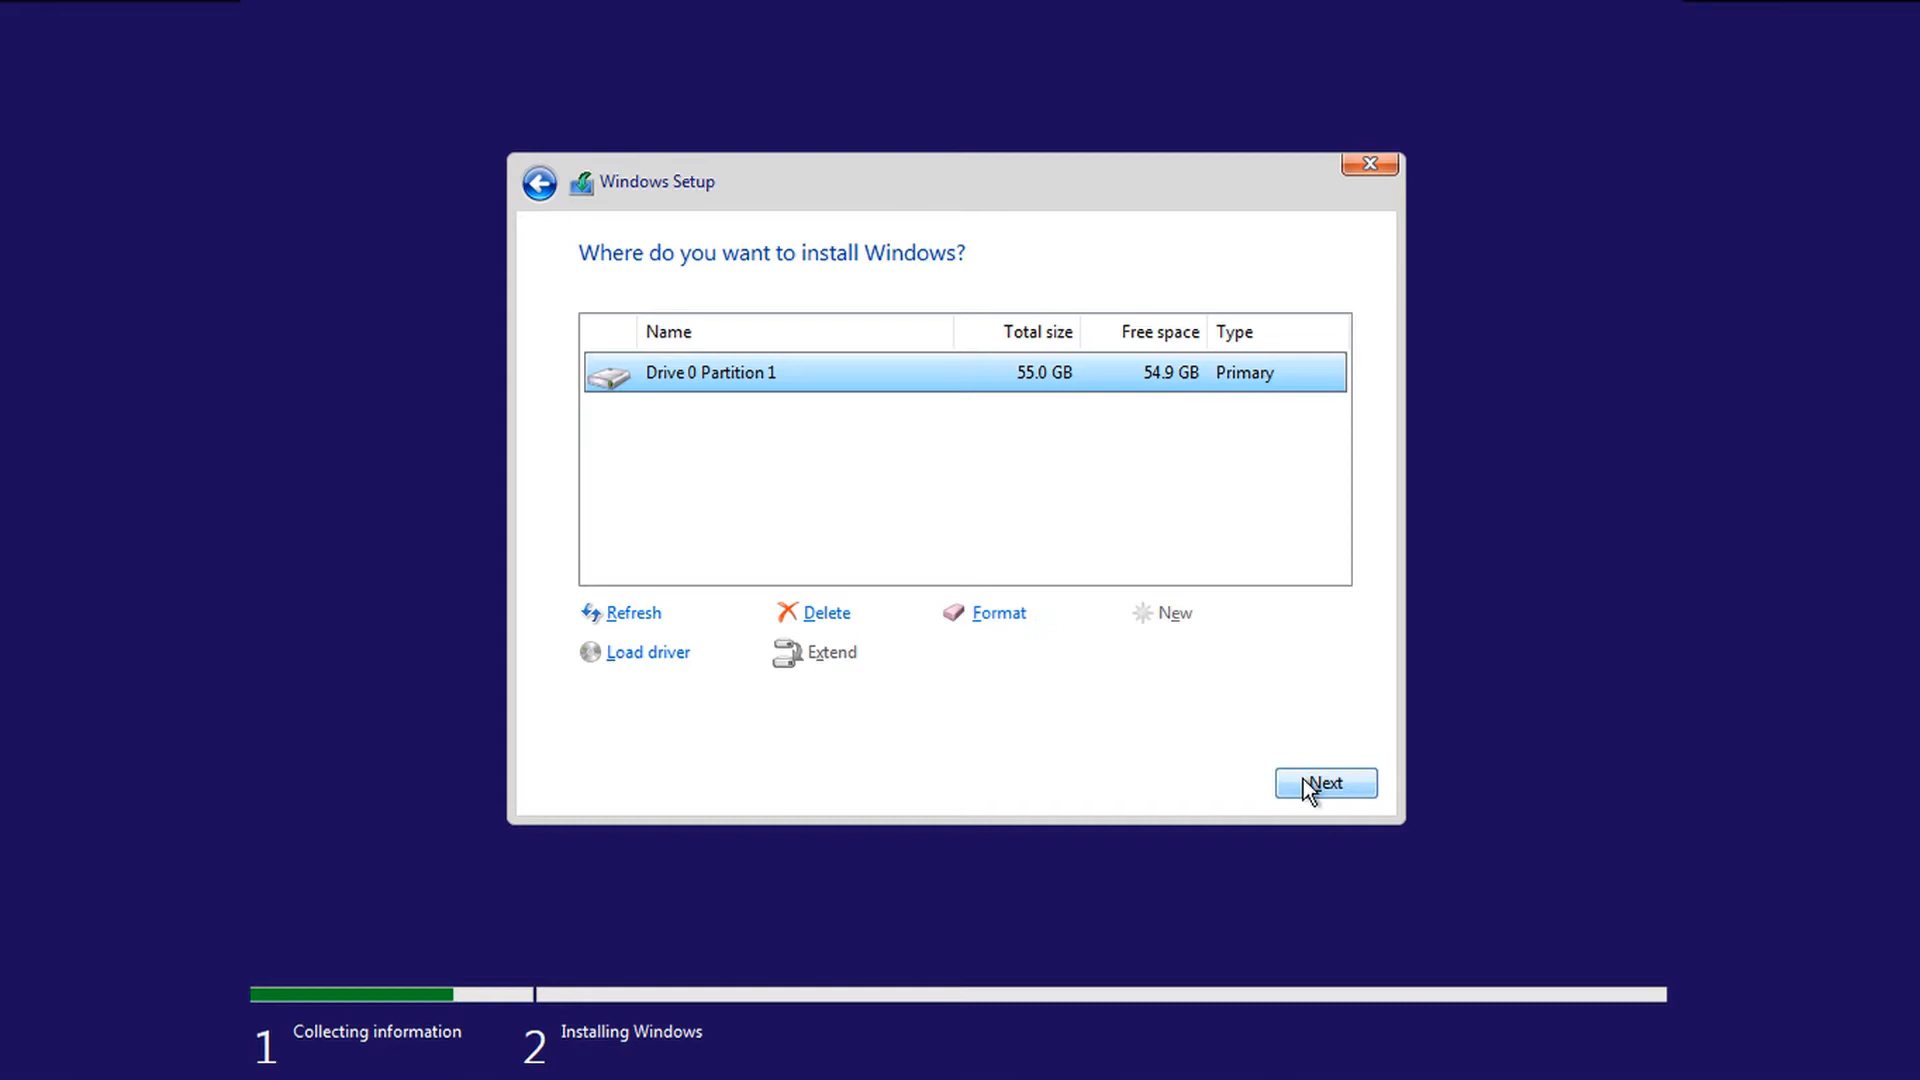 Windows Setup
Where do you want to install Windows?
Name Total size Free space Type
Drive 0 Partition 1 55.0 GB 54.9 GB Primary
Refresh Delete Format New
Load driver Extend
Next
1 Collecting information 2 Installing Windows